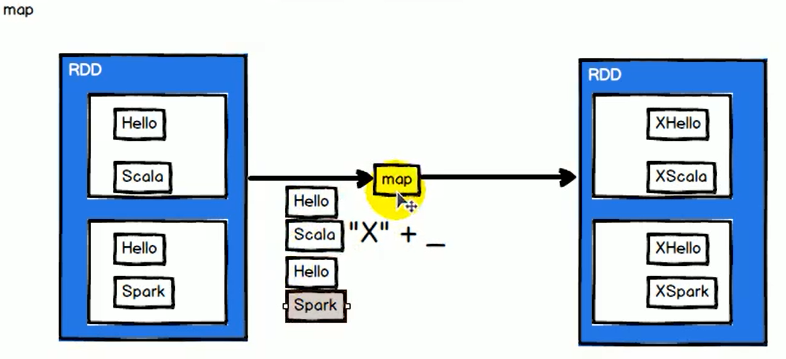 map
RDD
Hello
Scala
Hello
Spark
map
Hello
Scala "X" + _
Hello
Spark
RDD
XHello
XScala
XHello
XSpark